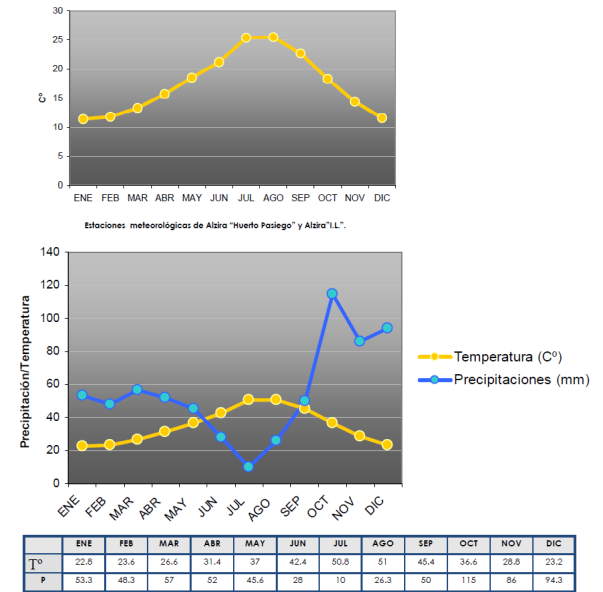 30
25
20
15
10
5
0
Cº
ENE FEB MAR ABR MAY JUN JUL AGO SEP OCT NOV DIC
Estaciones meteorológicas de Alzira "Huerto Pasiego" y Alzira"I.L.".
140
120
100
80
60
40
20
0
Precipitación/Temperatura
ENE FEB MAR ABR MAY JUN JUL AGO SEP OCT NOV DIC
Temperatura (Cº)
Precipitaciones (mm)
ENE FEB MAR ABR MAY JUN JUL AGO SEP OCT NOV DIC
Tº 22.8 23.6 26.6 31.4 37 42.4 50.8 51 45.4 36.6 28.8 23.2
P 53.3 48.3 57 52 45.6 28 10 26.3 50 115 86 94.3